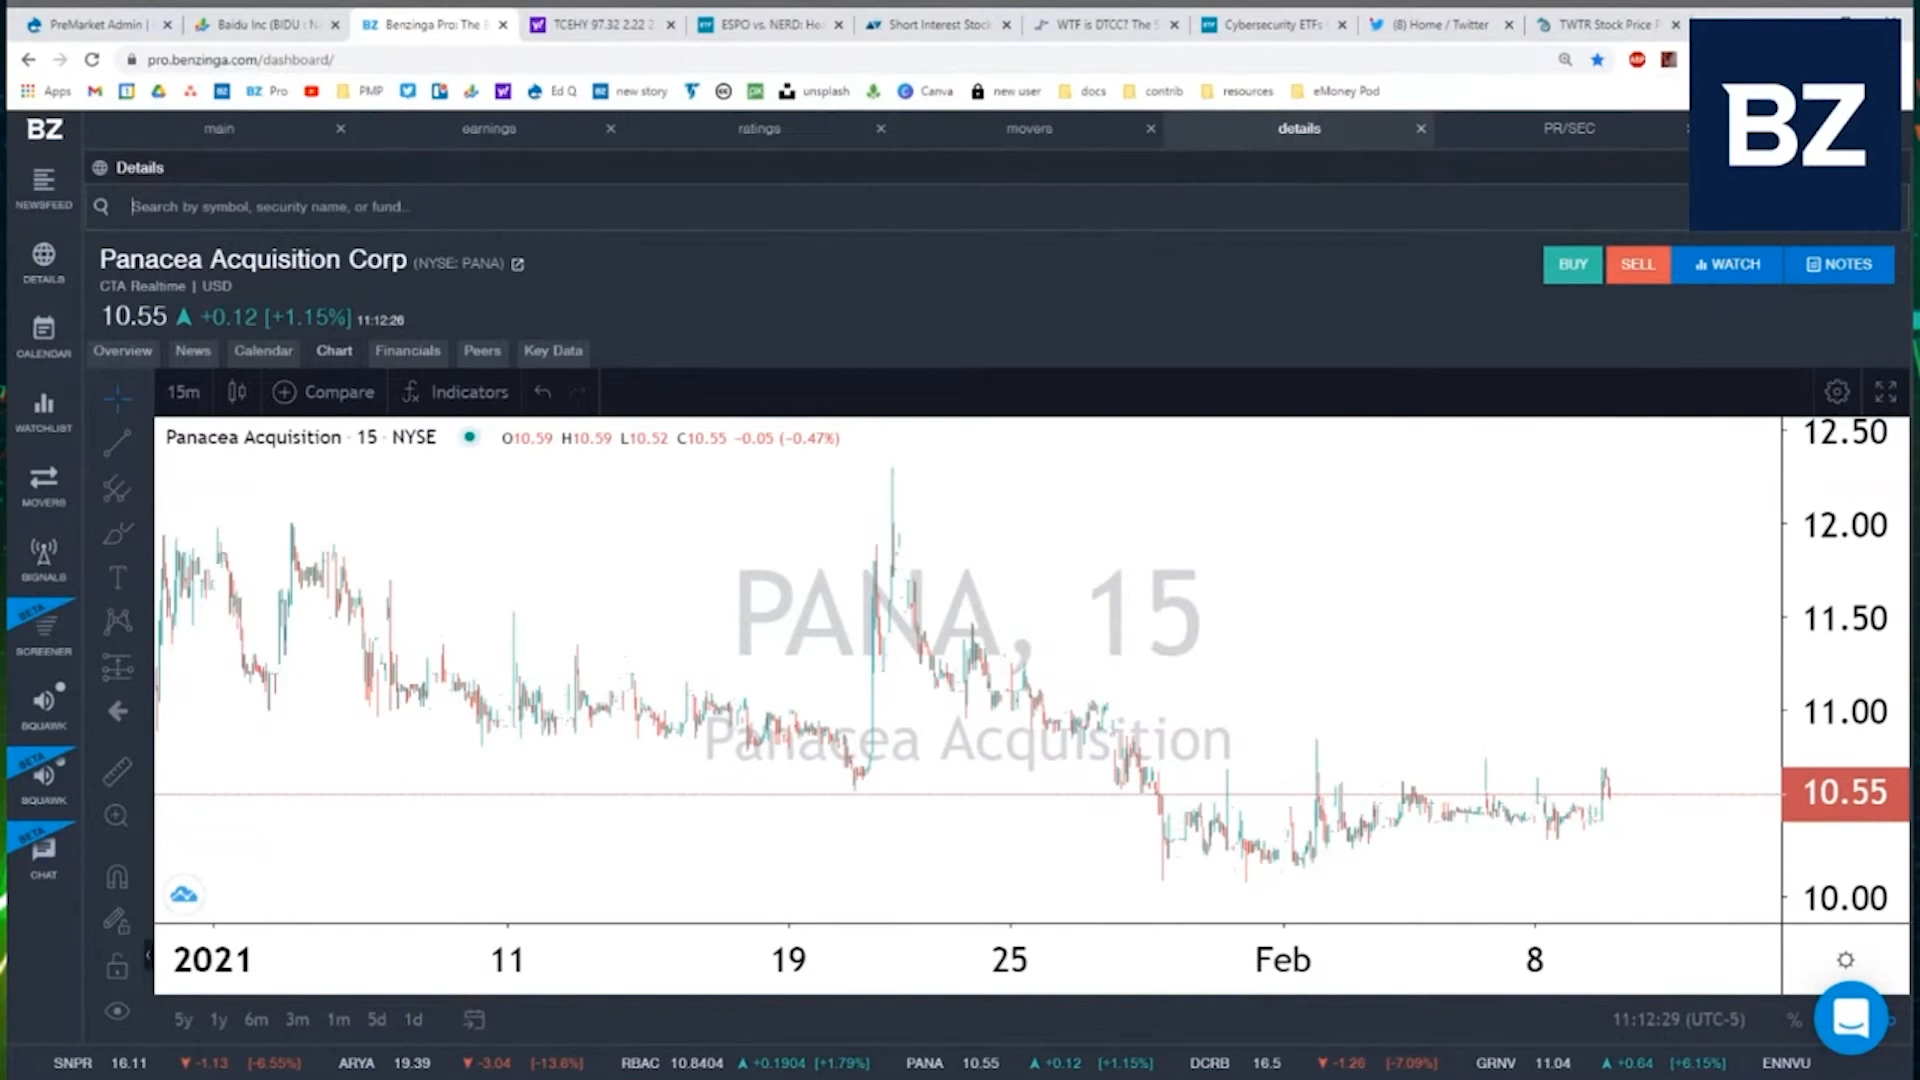 PreMarket Admin |
Baidu Inc (BIDU : N
Benzinga Pro: The B
TCEHY 97.32 2.22 2
ESPO vs. NERD: He
Short Interest Stock
WTF is DTCC? The S
Cybersecurity ETFs
(8) Home / Twitter
TWTR Stock Price P
pro.benzinga.com/dashboard/
ABP
Apps
BZ Pro
PMP
Ed Q
BZ new story
unsplash
Canva
new user
docs
contrib
resources
eMoney Pod
BZ
BZ
main
earnings
ratings
movers
details
PR/SEC
Details
Search by symbol, security name, or fund...
Panacea Acquisition Corp (NYSE: PANA)
CTA Realtime | USD
10.55 ▲ +0.12 [+1.15%] 11:12:26
BUY SELL WATCH NOTES
Overview News Calendar Chart Financials Peers Key Data
15m Compare Indicators
Panacea Acquisition · 15 · NYSE O10.59 H10.59 L10.52 C10.55 −0.05 (−0.47%)
NEWSFEED
DETAILS
CALENDAR
WATCHLIST
MOVERS
SIGNALS
BETA
SCREENER
SQUAWK
BETA
SQUAWK
BETA
CHAT
PANA, 15
Panacea Acquisition
12.50
12.00
11.50
11.00
10.55
10.00
2021 11 19 25 Feb 8
5y 1y 6m 3m 1m 5d 1d
11:12:29 (UTC-5) %
SNPR 16.11 ▼ -1.13 [-6.55%] ARYA 19.39 ▼ -3.04 [-13.6%] RBAC 10.8404 ▲ +0.1904 [+1.79%] PANA 10.55 ▲ +0.12 [+1.15%] DCRB 16.5 ▼ -1.26 [-7.09%] GRNV 11.04 ▲ +0.64 [+6.15%] ENNVU